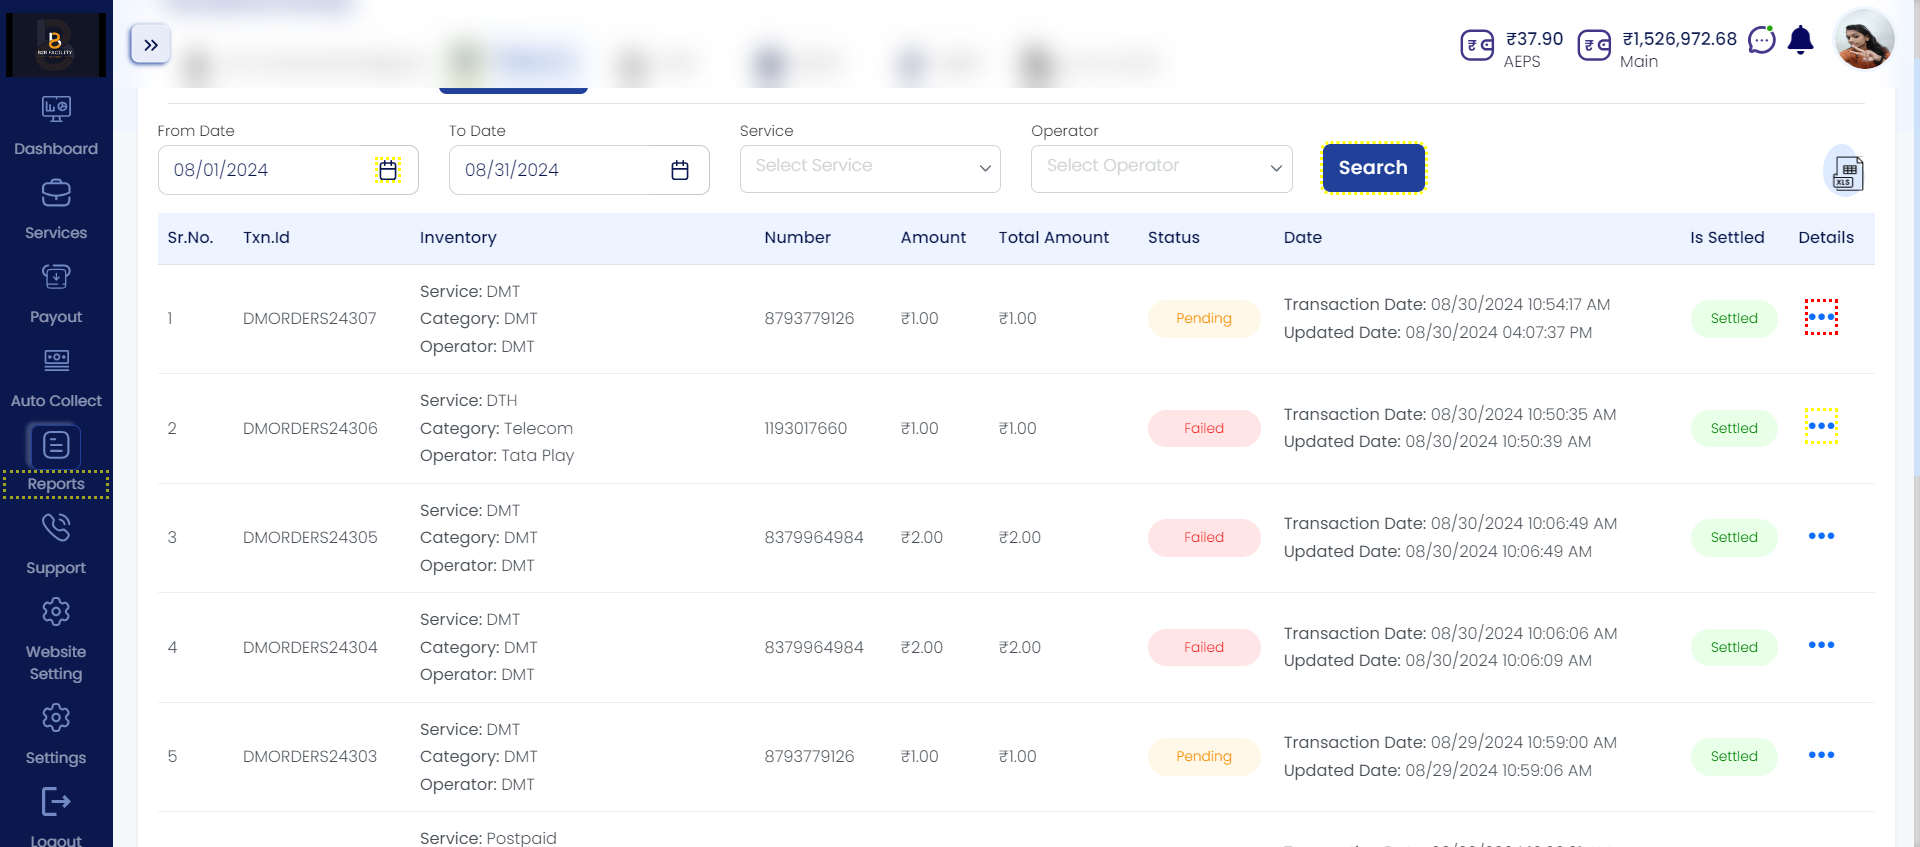 B2B FACILITY
₹37.90
AEPS
₹1,526,972.68
Main
Dashboard
Services
Payout
Auto Collect
Reports
Support
Website
Setting
Settings
Logout
From Date
To Date
Service
Operator
08/01/2024
08/31/2024
Select Service
Select Operator
Search
XLS
Sr.No. Txn.Id Inventory Number Amount Total Amount Status Date Is Settled Details
Service: DMT
Category: DMT
Operator: DMT
1 DMORDERS24307 8793779126 ₹1.00 ₹1.00 Pending
Transaction Date: 08/30/2024 10:54:17 AM
Updated Date: 08/30/2024 04:07:37 PM
Settled
Service: DTH
Category: Telecom
Operator: Tata Play
2 DMORDERS24306 1193017660 ₹1.00 ₹1.00 Failed
Transaction Date: 08/30/2024 10:50:35 AM
Updated Date: 08/30/2024 10:50:39 AM
Settled
Service: DMT
Category: DMT
Operator: DMT
3 DMORDERS24305 8379964984 ₹2.00 ₹2.00 Failed
Transaction Date: 08/30/2024 10:06:49 AM
Updated Date: 08/30/2024 10:06:49 AM
Settled
Service: DMT
Category: DMT
Operator: DMT
4 DMORDERS24304 8379964984 ₹2.00 ₹2.00 Failed
Transaction Date: 08/30/2024 10:06:06 AM
Updated Date: 08/30/2024 10:06:09 AM
Settled
Service: DMT
Category: DMT
Operator: DMT
5 DMORDERS24303 8793779126 ₹1.00 ₹1.00 Pending
Transaction Date: 08/29/2024 10:59:00 AM
Updated Date: 08/29/2024 10:59:06 AM
Settled
Service: Postpaid